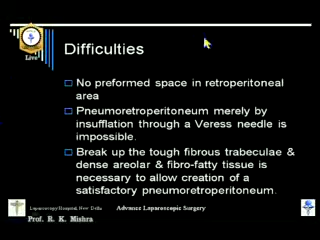 Live
Difficulties
No preformed space in retroperitoneal
area
Pneumoretroperitoneum merely by
insufflation through a Veress needle is
impossible.
Break up the tough fibrous trabeculae &
dense areolar & fibro-fatty tissue is
necessary to allow creation of a
satisfactory pneumoretroperitoneum.
Laparoscopy Hospital, New Delhi
Advance Laparoscopic Surgery
Prof. R. K. Mishra